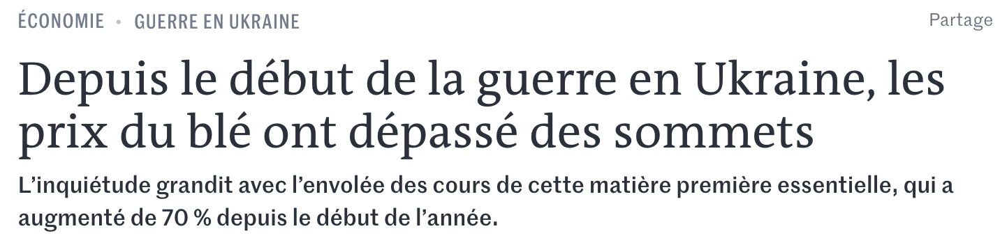 ÉCONOMIE • GUERRE EN UKRAINE Partage
Depuis le début de la guerre en Ukraine, les
prix du blé ont dépassé des sommets
L’inquiétude grandit avec l’envolée des cours de cette matière première essentielle, qui a
augmenté de 70 % depuis le début de l’année.